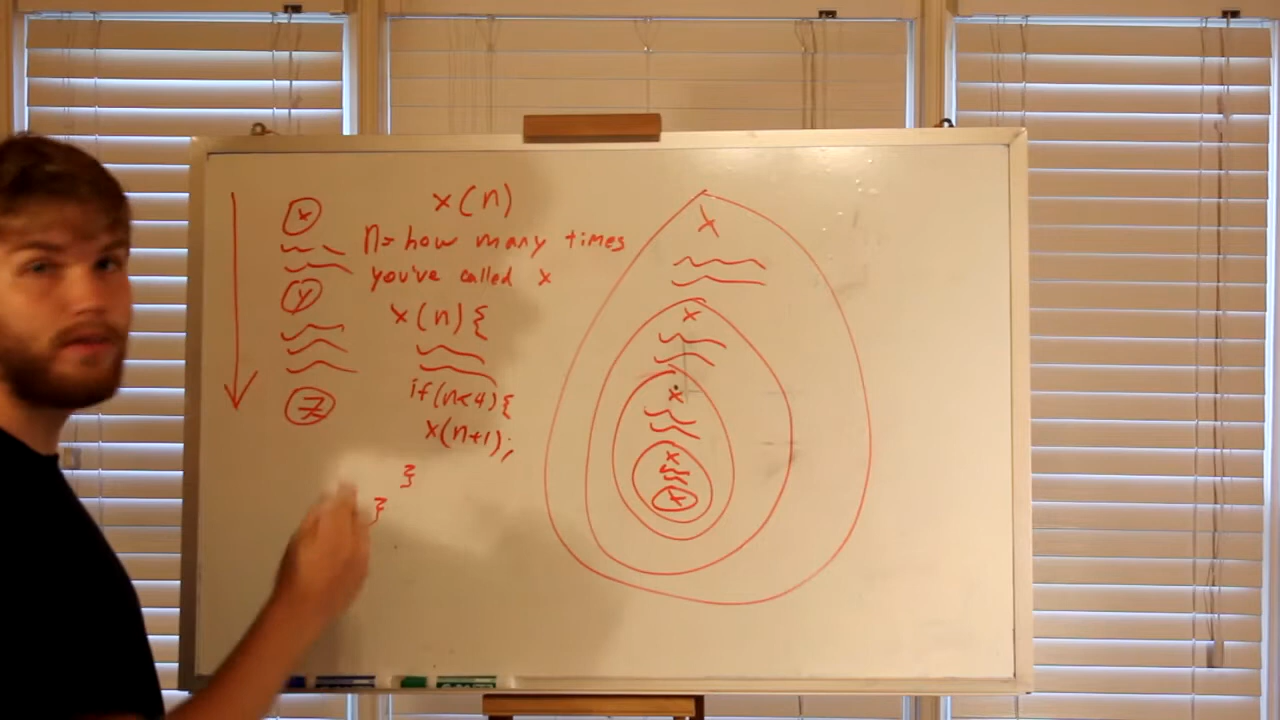 x
y
z
x(n)
n= how many times
you've called x
x(n){
if(n<4){
x(n+1);
}
}
x
x
x
x
x